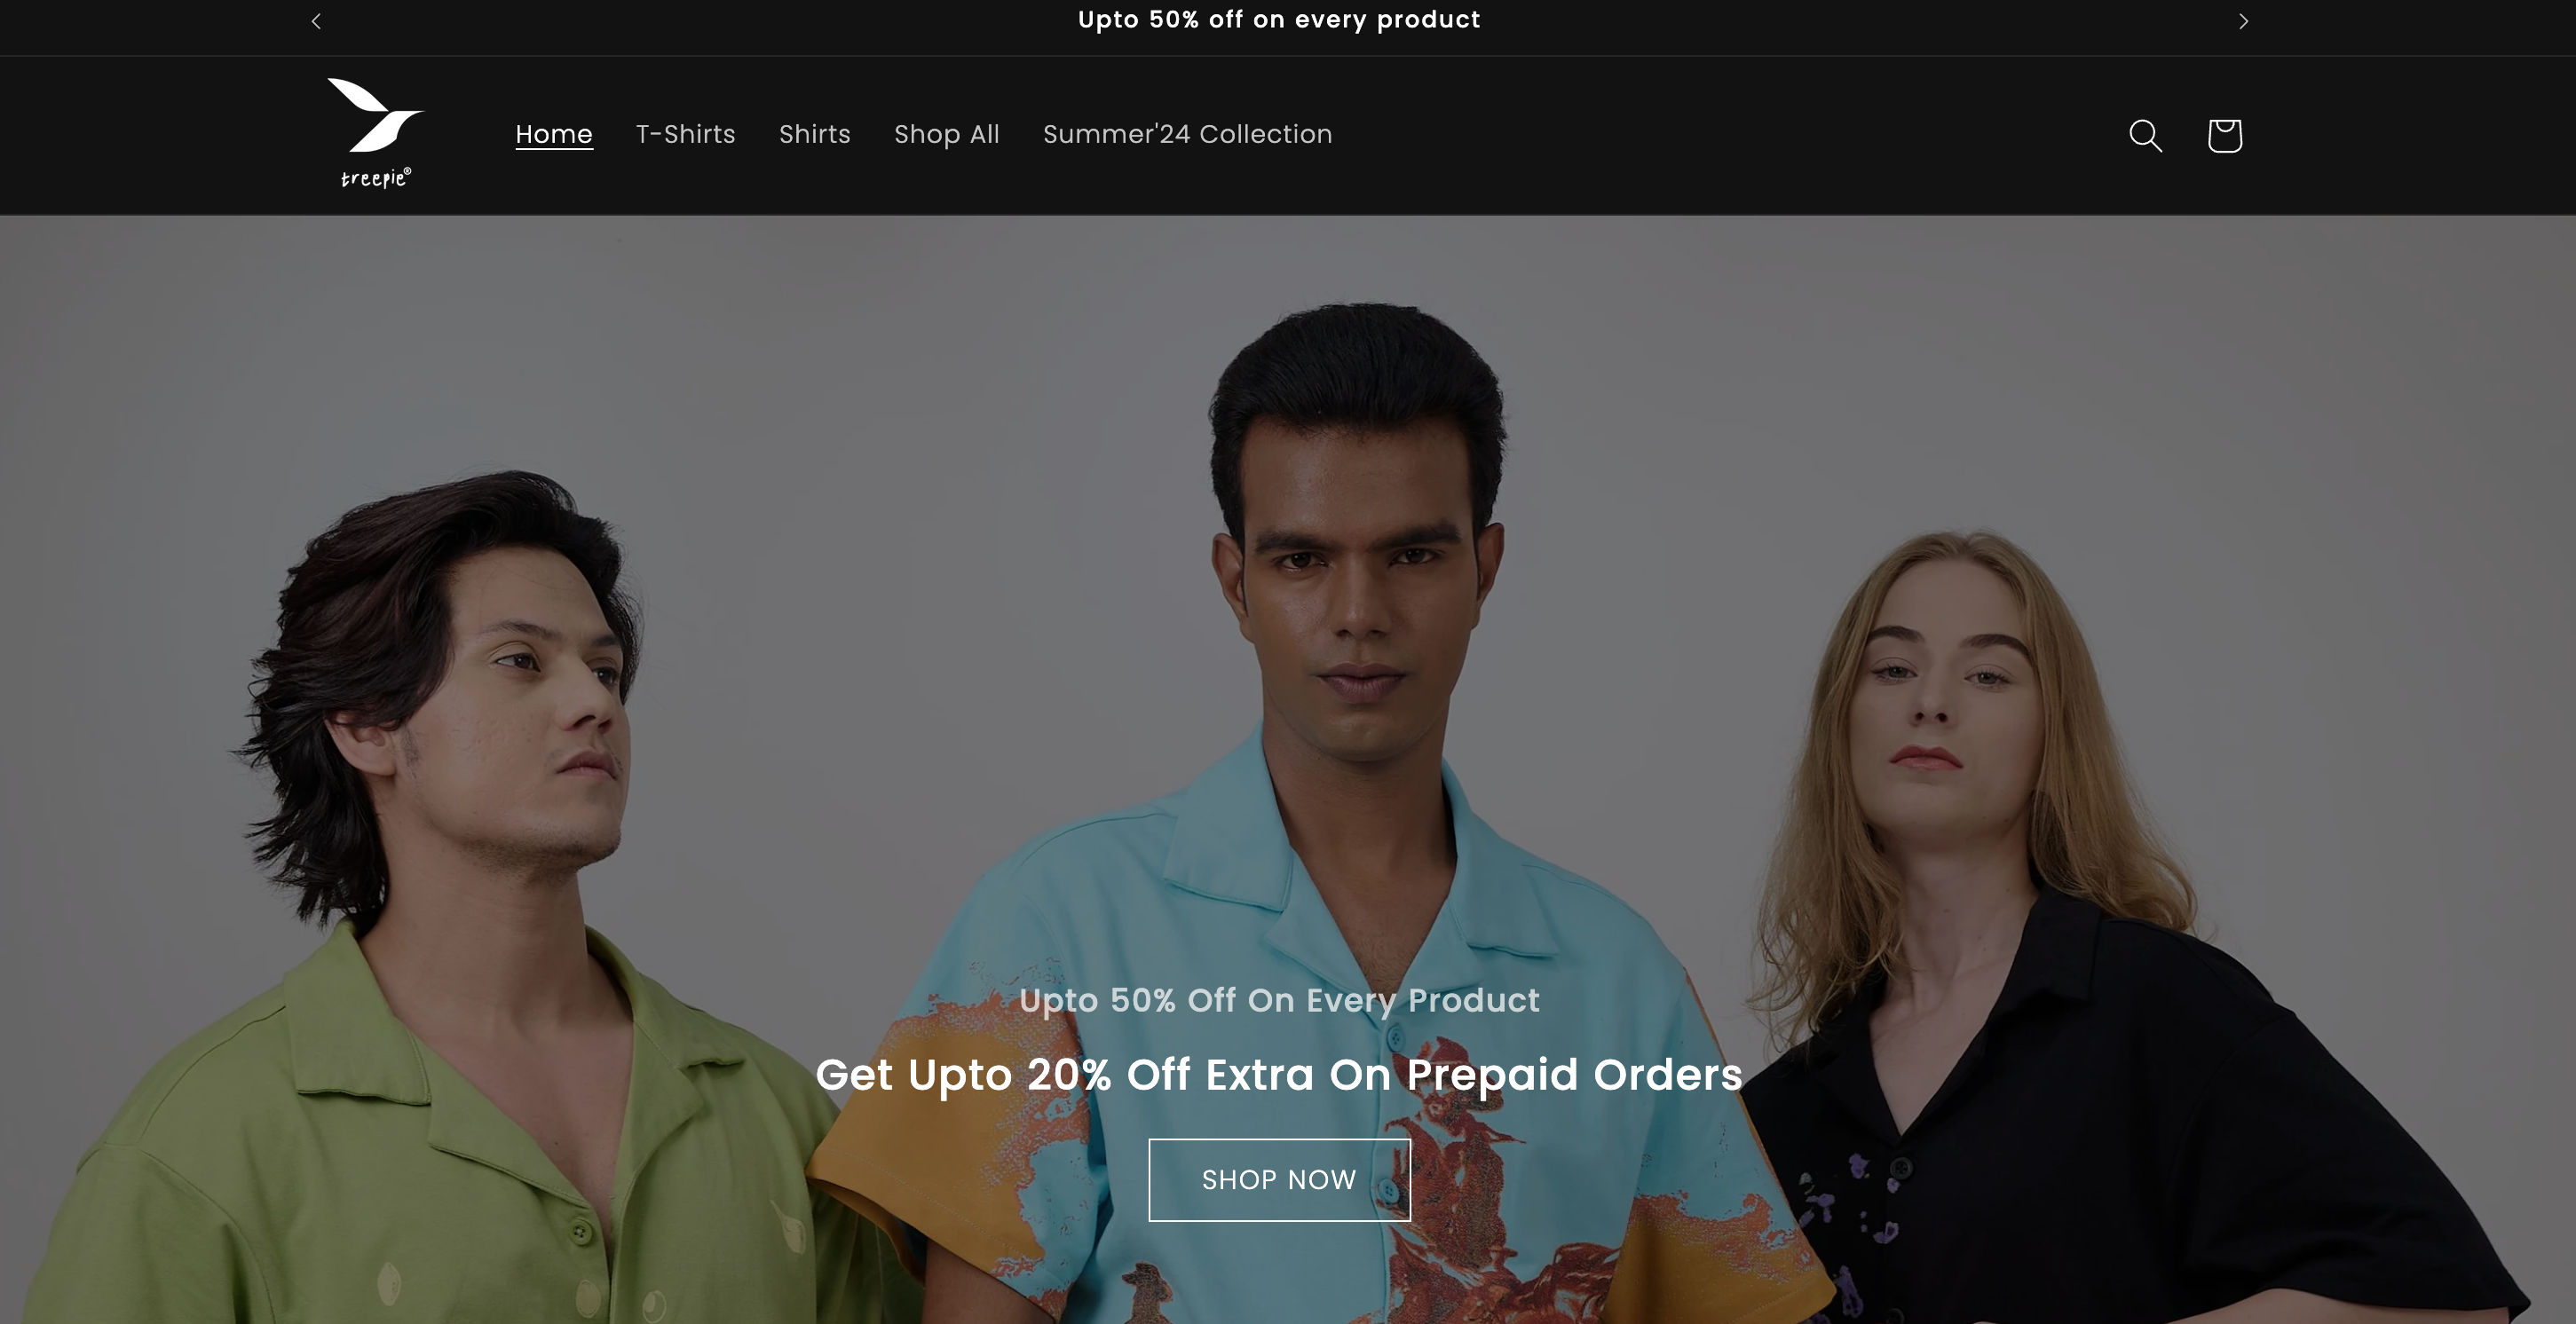 Upto 50% off on every product
treepie®
Home T-Shirts Shirts Shop All Summer'24 Collection
Upto 50% Off On Every Product
Get Upto 20% Off Extra On Prepaid Orders
SHOP NOW